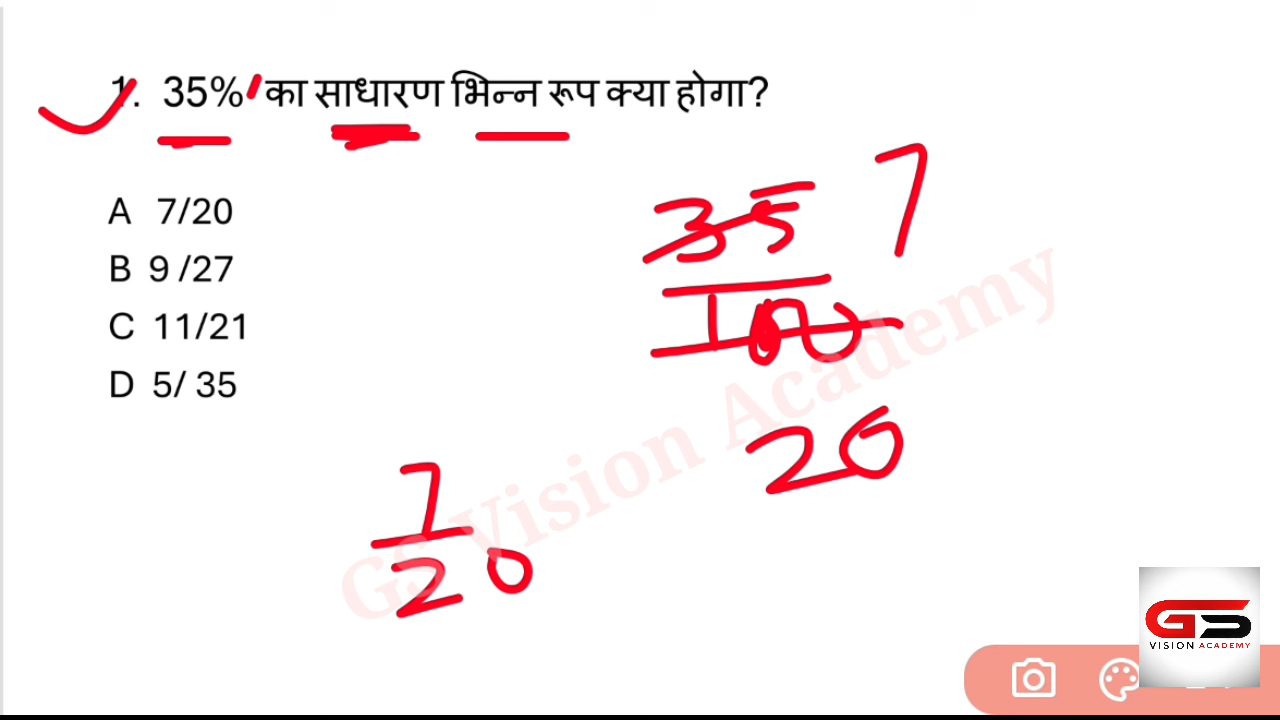 1. 35% का साधारण भिन्न रूप क्या होगा?
A 7/20
B 9 /27
C 11/21
D 5/ 35
35 7
100
20
7
20
GS Vision Academy
GS
VISION ACADEMY